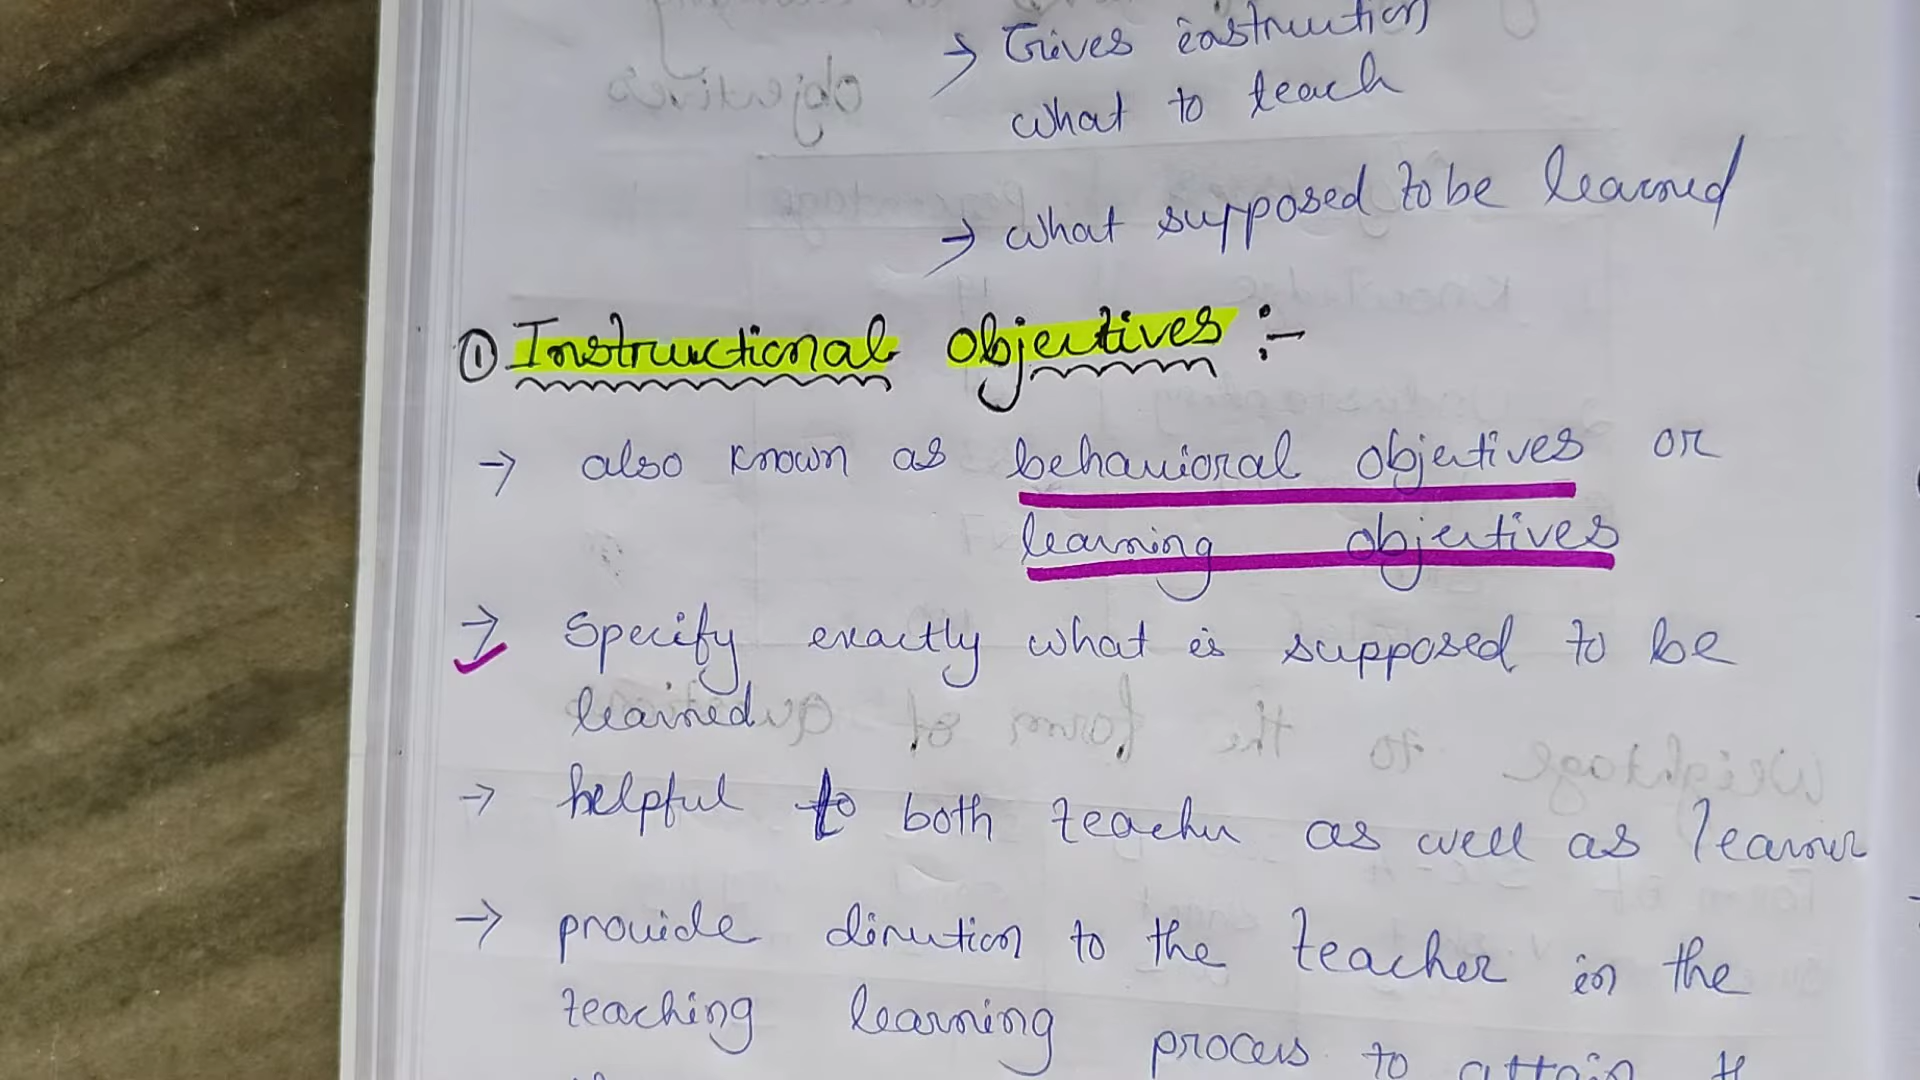 → Gives instruction
what to teach
→ what supposed to be learned
① Instructional objectives :-
→ also known as behavioral objectives or
learning objectives
→ Specify exactly what is supposed to be
learned
→ helpful to both teacher as well as learner
→ provide direction to the teacher in the
teaching learning process to attain